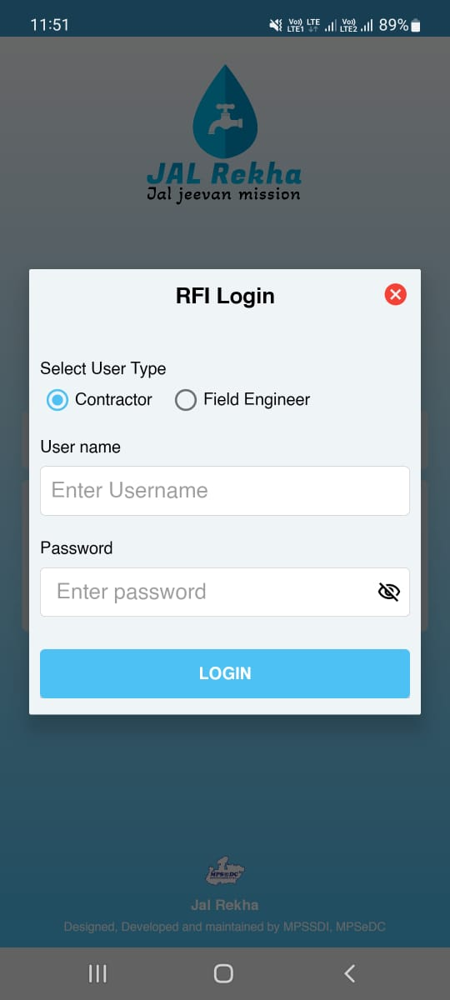 11:51
Vo)) LTE LTE1 Vo)) LTE2 89%
JAL Rekha
Jal jeevan mission
RFI Login
Select User Type
Contractor Field Engineer
User name
Enter Username
Password
Enter password
LOGIN
MPSeDC
Jal Rekha
Designed, Developed and maintained by MPSSDI, MPSeDC